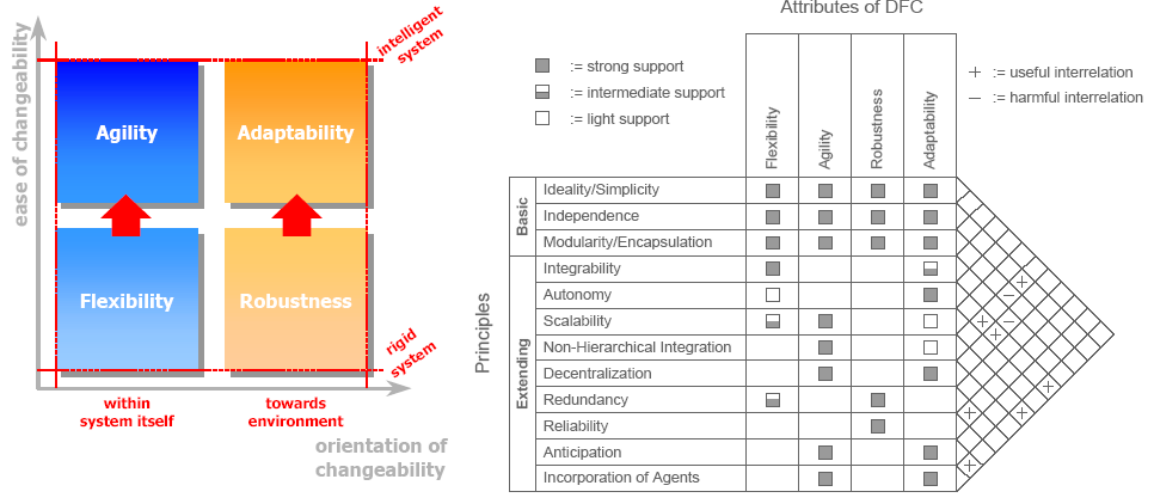 ease of changeability
intelligent
system
Agility
Adaptability
Flexibility
Robustness
rigid
system
within
system itself
towards
environment
orientation of
changeability
Attributes of DFC
:= strong support
:= intermediate support
:= light support
+ := useful interrelation
− := harmful interrelation
Flexibility
Agility
Robustness
Adaptability
Principles
Basic
Ideality/Simplicity
Independence
Modularity/Encapsulation
Extending
Integrability
Autonomy
Scalability
Non-Hierarchical Integration
Decentralization
Redundancy
Reliability
Anticipation
Incorporation of Agents
+
−
+ −
+
+
+ +
+